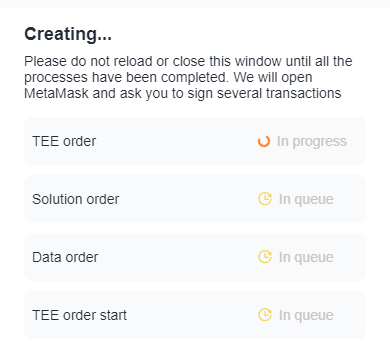 Creating...
Please do not reload or close this window until all the
processes have been completed. We will open
MetaMask and ask you to sign several transactions
TEE order In progress
Solution order In queue
Data order In queue
TEE order start In queue